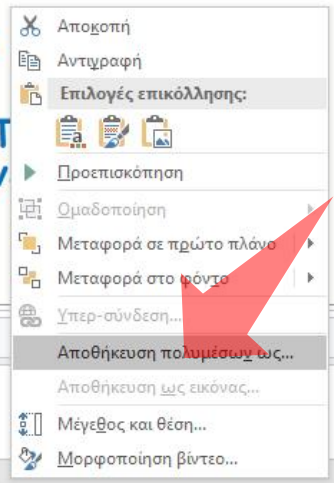 Αποκοπή
Αντιγραφή
Επιλογές επικόλλησης:
Προεπισκόπηση
Ομαδοποίηση
Μεταφορά σε πρώτο πλάνο
Μεταφορά στο φόντο
Υπερ-σύνδεση...
Αποθήκευση πολυμέσων ως...
Αποθήκευση ως εικόνας...
Μέγεθος και θέση...
Μορφοποίηση βίντεο...